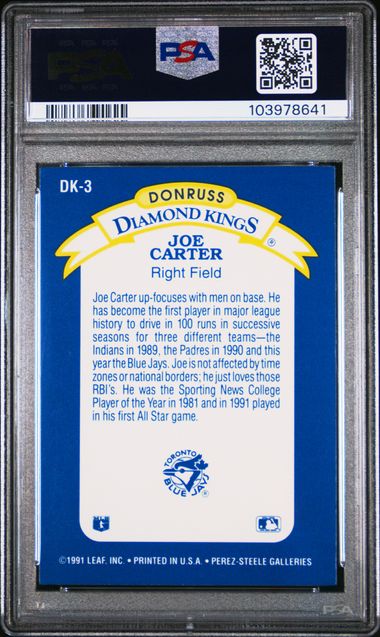 PSA
PSA
103978641
DK-3
DONRUSS
DIAMOND KINGS
®
JOE
CARTER
Right Field
Joe Carter up-focuses with men on base. He
has become the first player in major league
history to drive in 100 runs in successive
seasons for three different teams—the
Indians in 1989, the Padres in 1990 and this
year the Blue Jays. Joe is not affected by time
zones or national borders; he just loves those
RBI's. He was the Sporting News College
Player of the Year in 1981 and in 1991 played
in his first All Star game.
TORONTO
BLUE JAYS
©1991 LEAF, INC. • PRINTED IN U.S.A. • PEREZ-STEELE GALLERIES
PSA